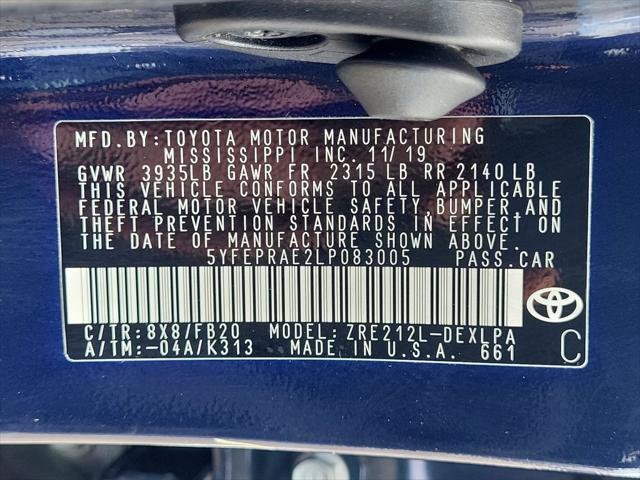 MFD.BY:TOYOTA MOTOR MANUFACTURING
MISSISSIPPI INC. 11/19
GVWR 3935LB GAWR FR 2315 LB RR 2140 LB
THIS VEHICLE CONFORMS TO ALL APPLICABLE
FEDERAL MOTOR VEHICLE SAFETY,BUMPER,AND
THEFT PREVENTION STANDARDS IN EFFECT ON
THE DATE OF MANUFACTURE SHOWN ABOVE.
5YFEPRAE2LP083005 PASS.CAR
C/TR:8X8/FB20 MODEL: ZRE212L-DEXLPA
A/TM:-04A/K313 MADE IN U.S.A. 661
C